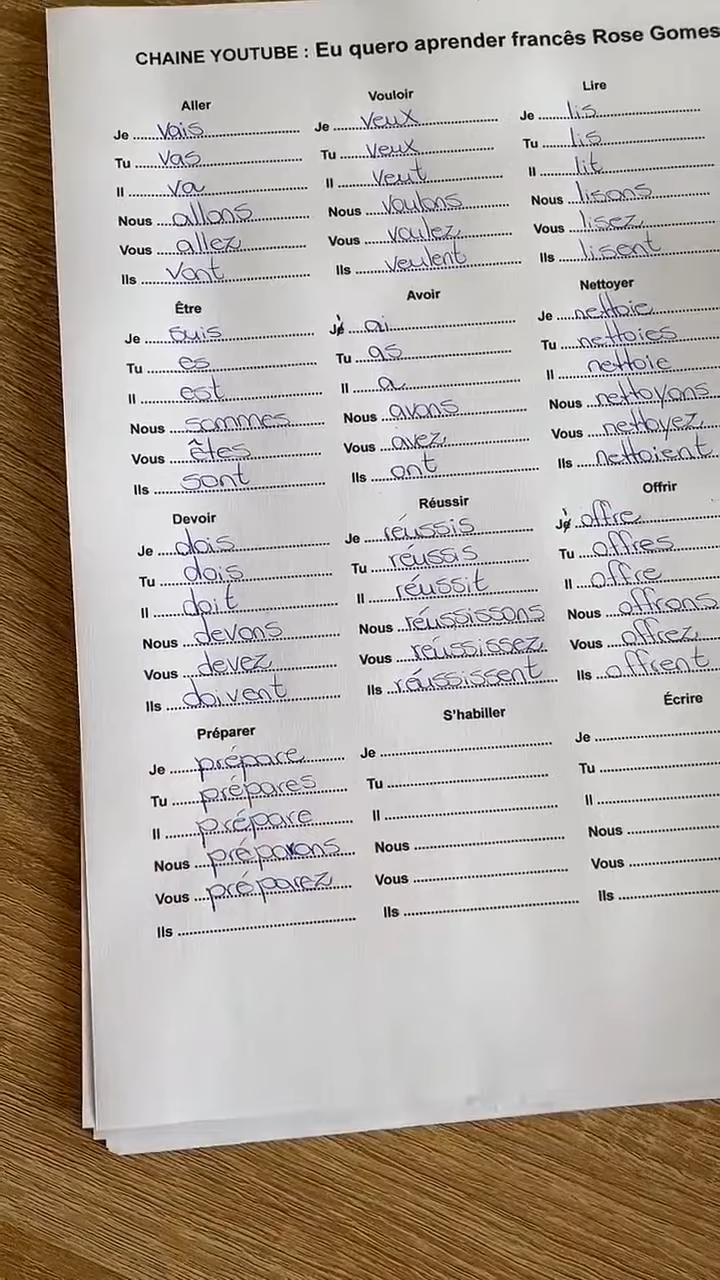 CHAINE YOUTUBE : Eu quero aprender francês Rose Gomes
Aller
Je vais
Tu vas
Il va
Nous allons
Vous allez
Ils vont
Vouloir
Je veux
Tu veux
Il veut
Nous voulons
Vous voulez
Ils veulent
Lire
Je lis
Tu lis
Il lit
Nous lisons
Vous lisez
Ils lisent
Être
Je suis
Tu es
Il est
Nous sommes
Vous êtes
Ils sont
Avoir
J' ai
Tu as
Il a
Nous avons
Vous avez
Ils ont
Nettoyer
Je nettoie
Tu nettoies
Il nettoie
Nous nettoyons
Vous nettoyez
Ils nettoient
Devoir
Je dois
Tu dois
Il doit
Nous devons
Vous devez
Ils doivent
Réussir
Je réussis
Tu réussis
Il réussit
Nous réussissons
Vous réussissez
Ils réussissent
Offrir
J' offre
Tu offres
Il offre
Nous offrons
Vous offrez
Ils offrent
Préparer
Je prépare
Tu prépares
Il prépare
Nous préparons
Vous préparez
Ils
S'habiller
Je
Tu
Il
Nous
Vous
Ils
Écrire
Je
Tu
Il
Nous
Vous
Ils